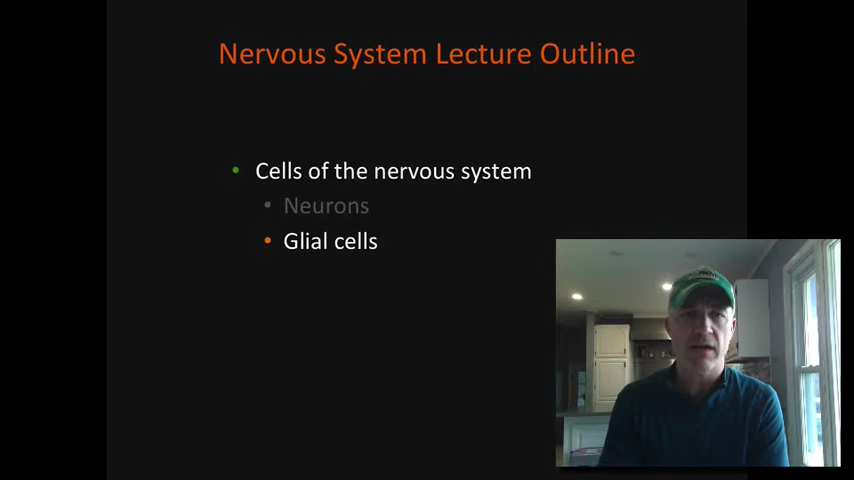 Nervous System Lecture Outline
• Cells of the nervous system
• Neurons
• Glial cells